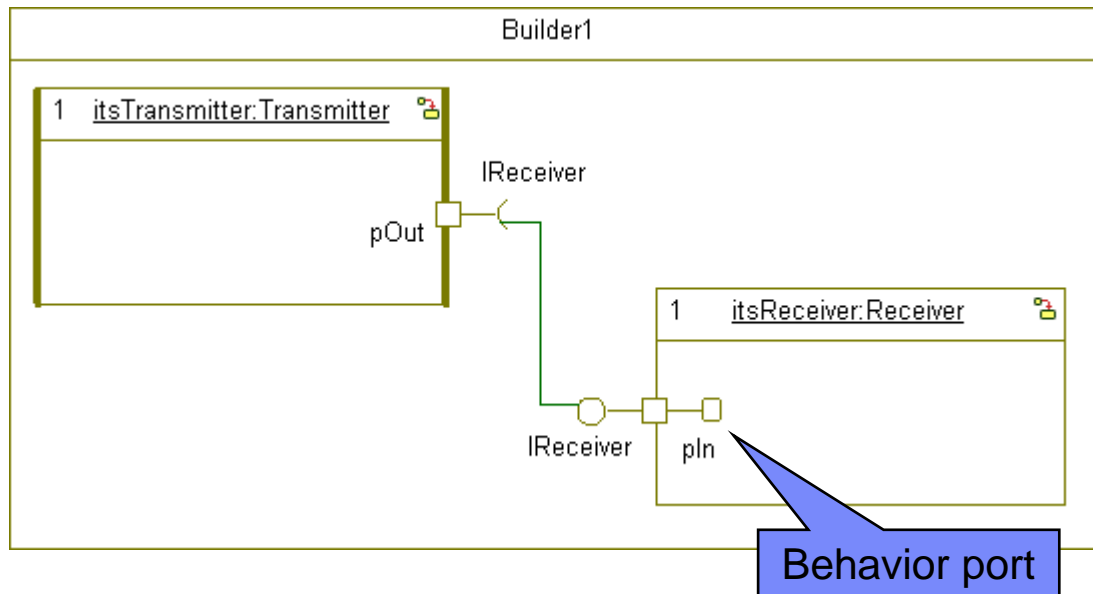 Builder1
1 itsTransmitter:Transmitter
IReceiver
pOut
1 itsReceiver:Receiver
IReceiver
pIn
Behavior port